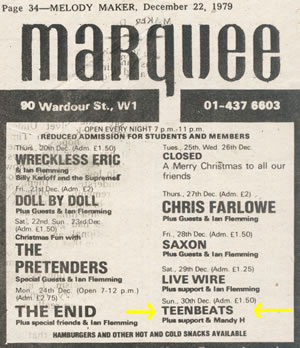 Page 34—MELODY MAKER, December 22, 1979
marquee
90 Wardour St., W1
01-437 6603
OPEN EVERY NIGHT 7 p.m.-11 p.m.
REDUCED ADMISSION FOR STUDENTS AND MEMBERS
Thurs., 20th Dec. (Adm. £1.50)
WRECKLESS ERIC
& Ian Flemming
Billy Karloff and the Supremes
Fri., 21st Dec. (Adm. £2)
DOLL BY DOLL
Plus Guests & Ian Flemming
Sat., 22nd Sun., 23rd Dec.
(Adm. £1.50)
Christmas Fun with
THE
PRETENDERS
Special Guests & Ian Flemming
Mon., 24th Dec. (Open 7-12 p.m.)
(Adm. £2.75)
THE ENID
Plus special friends & Ian Flemming
Tues., 25th, Wed. 26th Dec.
CLOSED
A Merry Christmas to all our
friends
Thurs., 27th Dec. (Adm. £2)
CHRIS FARLOWE
Plus Guests & Ian Flemming
Fri., 28th Dec. (Adm. £1.50)
SAXON
Plus Guests & Ian Flemming
Sat., 29th Dec. (Adm. £1.25)
LIVE WIRE
Plus support & Ian Flemming
Sun., 30th Dec. (Adm. £1.50)
TEENBEATS
Plus support & Mandy H
HAMBURGERS AND OTHER HOT AND COLD SNACKS AVAILABLE